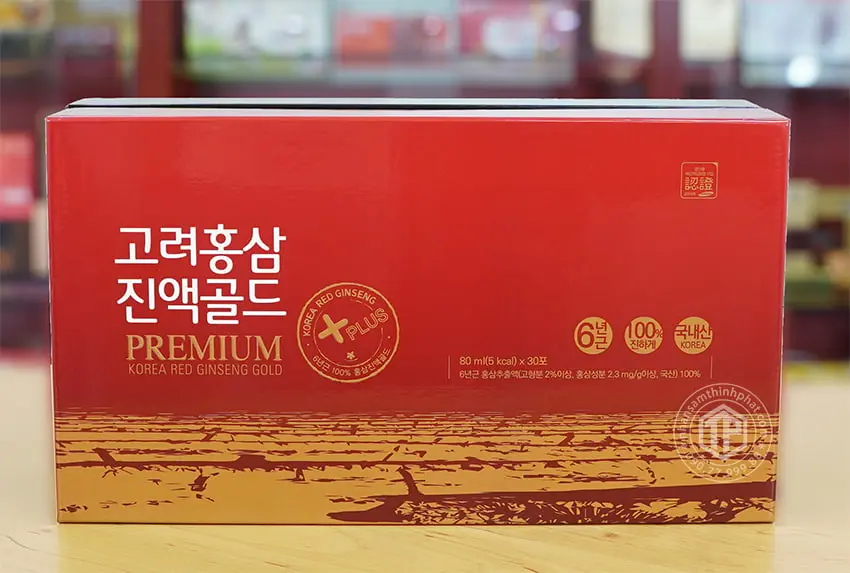 認證
고려홍삼
진액골드
PREMIUM
KOREA RED GINSENG GOLD
KOREA RED GINSENG
+PLUS
6년근 100% 홍삼진액골드
6년근
100%
진하게
국내산
KOREA
80 ml(5 kcal) x 30포
6년근 홍삼추출액(고형분 2%이상, 홍삼성분 2.3 mg/g이상, 국산) 100%